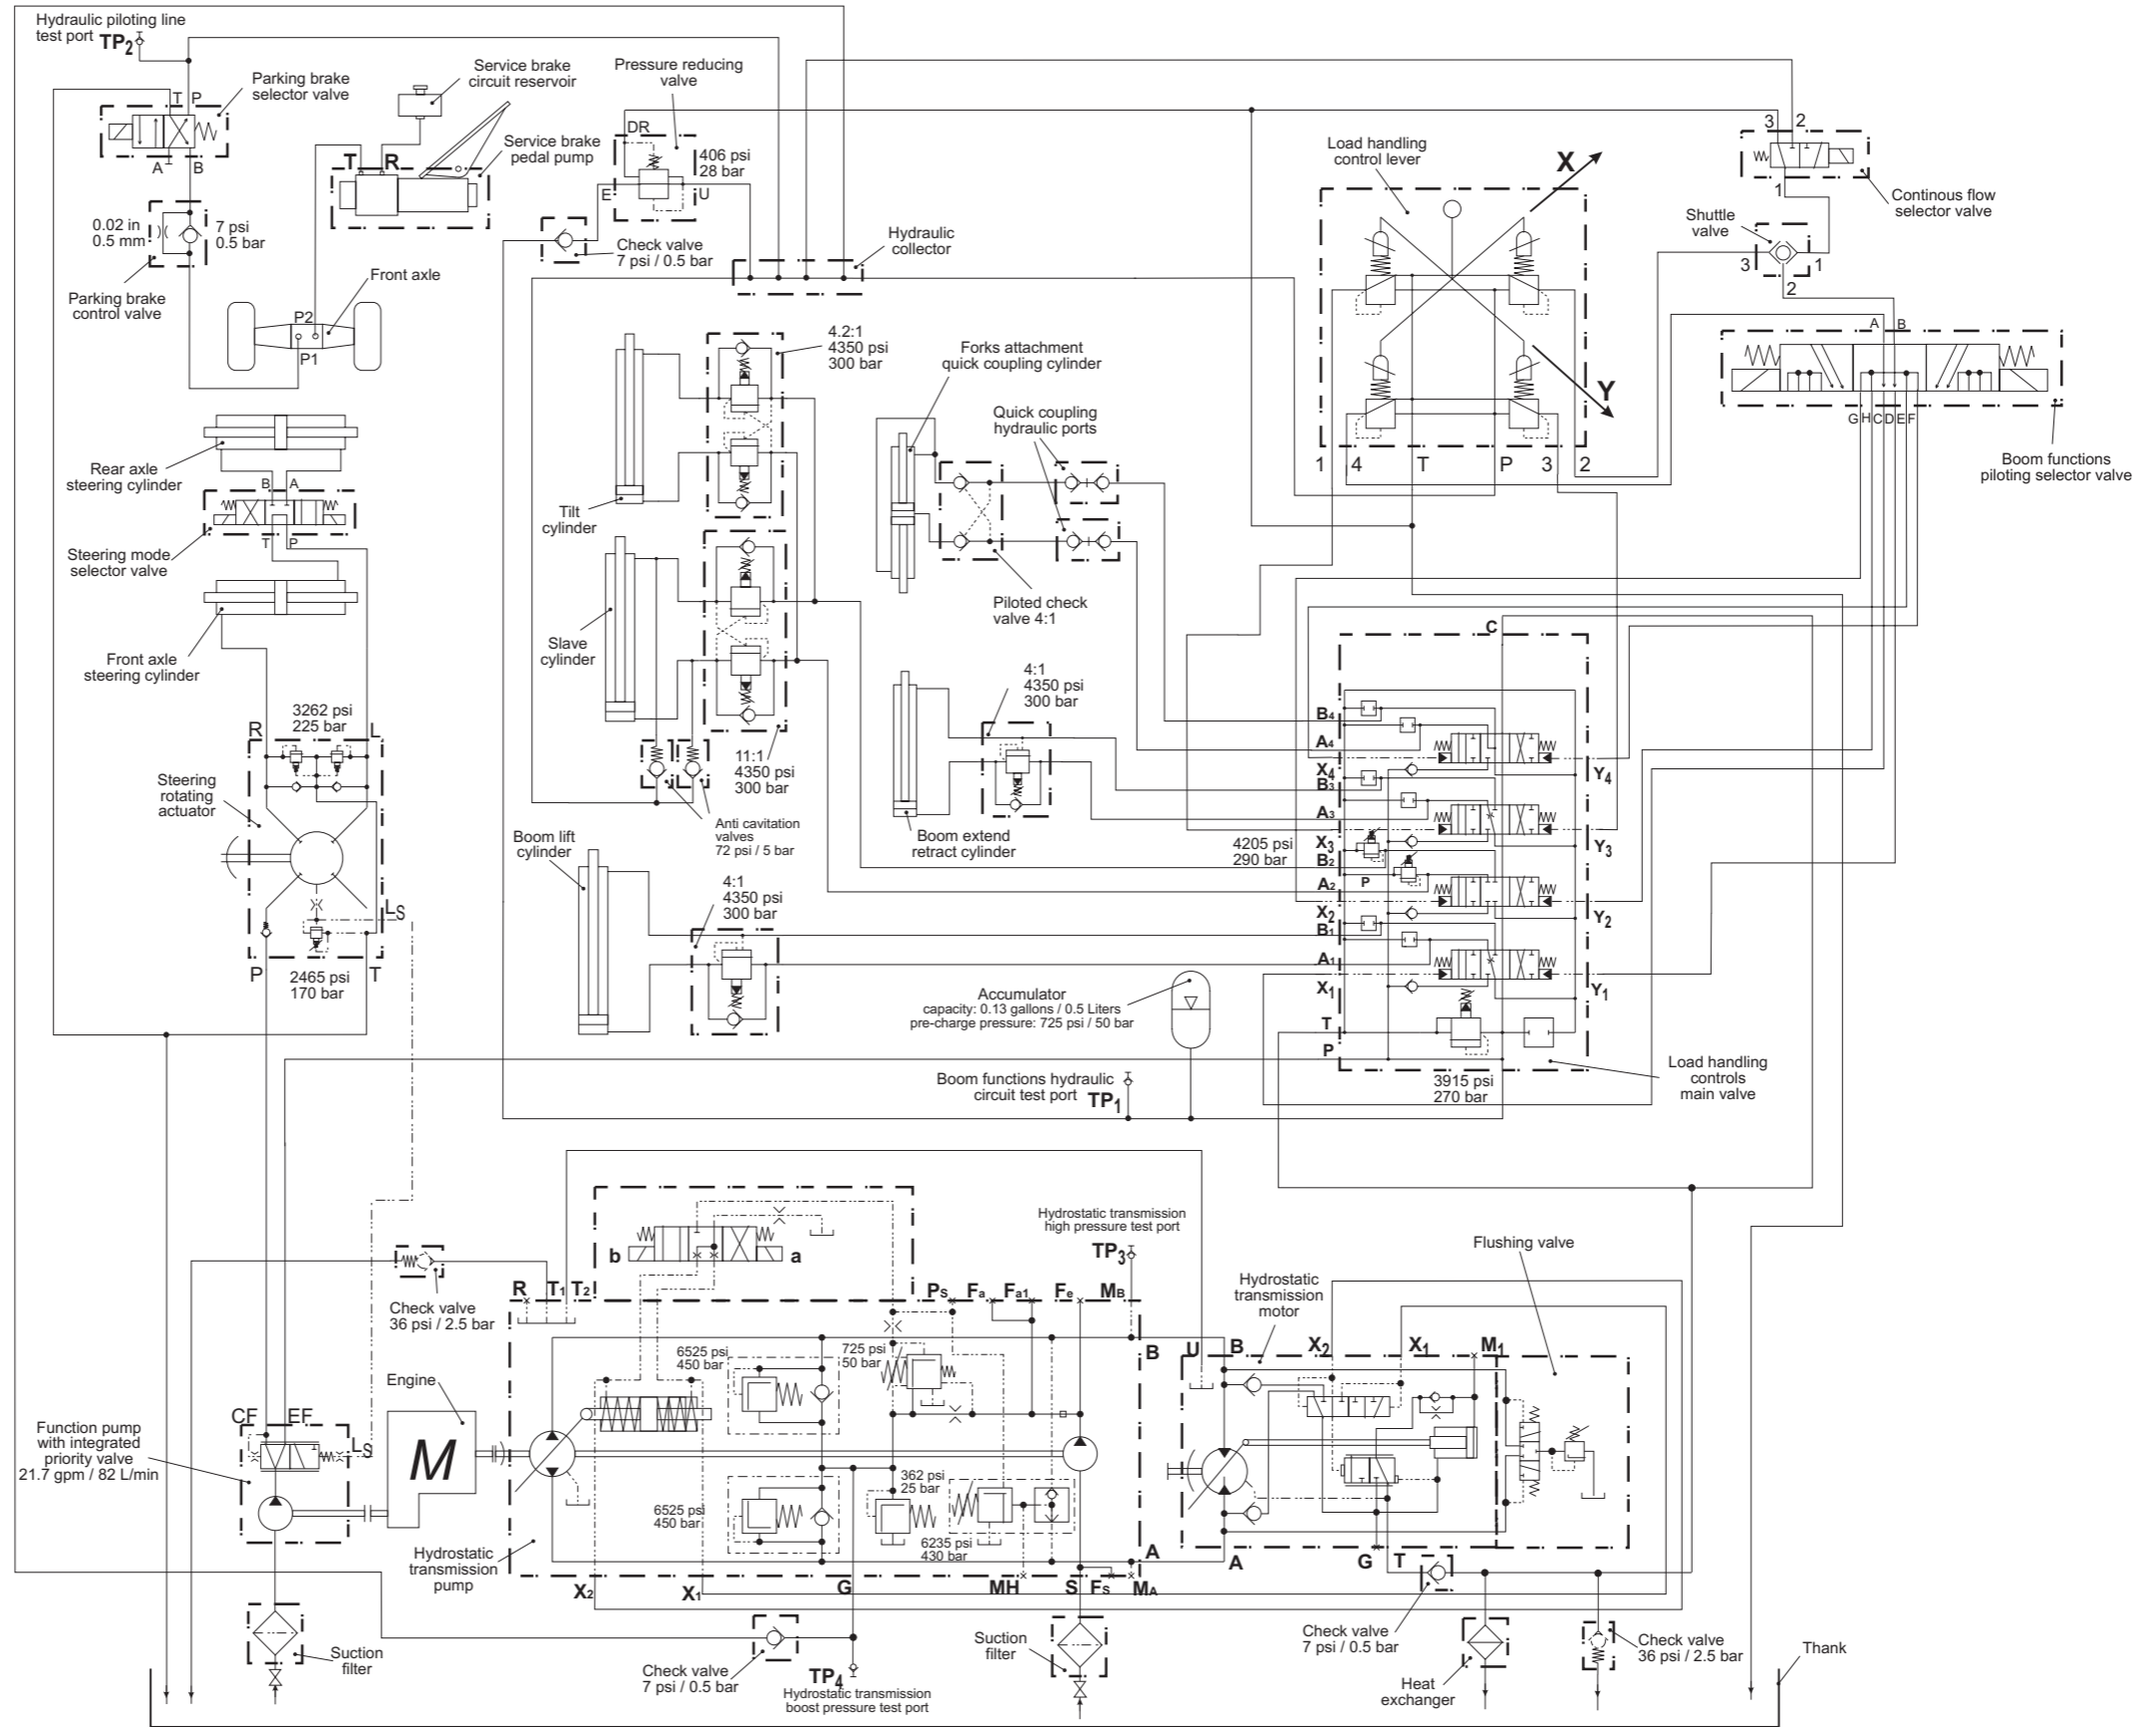 Hydraulic piloting line
test port
TP2
Parking brake
selector valve
T P
A
B
Service brake
circuit reservoir
T R
Service brake
pedal pump
Pressure reducing
valve
DR
406 psi
28 bar
E
U
0.02 in
0.5 mm
7 psi
0.5 bar
Parking brake
control valve
Check valve
7 psi / 0.5 bar
Hydraulic
collector
Front axle
P2
P1
Load handling
control lever
X
Y
1 4 T P 3 2
3 2
1
Continous flow
selector valve
Shuttle
valve
3
1
2
A B
G H C D E F
Boom functions
piloting selector valve
Rear axle
steering cylinder
B A
T P
Steering mode
selector valve
Front axle
steering cylinder
4.2:1
4350 psi
300 bar
Tilt
cylinder
Forks attachment
quick coupling cylinder
Quick coupling
hydraulic ports
Piloted check
valve 4:1
Slave
cylinder
11:1
4350 psi
300 bar
Anti cavitation
valves
72 psi / 5 bar
4:1
4350 psi
300 bar
Boom extend
retract cylinder
Boom lift
cylinder
4:1
4350 psi
300 bar
R
3262 psi
225 bar
L
Steering
rotating
actuator
LS
P
2465 psi
170 bar
T
C
B4
A4
X4
Y4
B3
A3
X3
Y3
4205 psi
290 bar
B2
P
A2
X2
Y2
B1
A1
X1
Y1
T
P
3915 psi
270 bar
Load handling
controls
main valve
Accumulator
capacity: 0.13 gallons / 0.5 Liters
pre-charge pressure: 725 psi / 50 bar
Boom functions hydraulic
circuit test port
TP1
b
a
Hydrostatic transmission
high pressure test port
TP3
Check valve
36 psi / 2.5 bar
R T1 T2
PS Fa Fa1 Fe MB
6525 psi
450 bar
725 psi
50 bar
B
6525 psi
450 bar
362 psi
25 bar
6235 psi
430 bar
A
X2 X1 G MH S FS MA
Hydrostatic
transmission
pump
Engine
M
CF EF
LS
Function pump
with integrated
priority valve
21.7 gpm / 82 L/min
Suction
filter
Check valve
7 psi / 0.5 bar
TP4
Hydrostatic transmission
boost pressure test port
Suction
filter
Hydrostatic
transmission
motor
Flushing valve
U B X2 X1 M1
A G T
Check valve
7 psi / 0.5 bar
Heat
exchanger
Check valve
36 psi / 2.5 bar
Thank